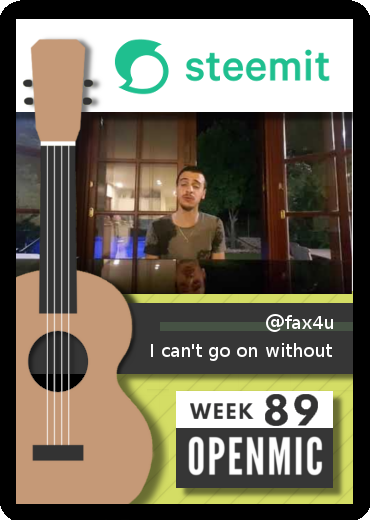 steemit
@fax4u
I can't go on without
WEEK 89
OPENMIC